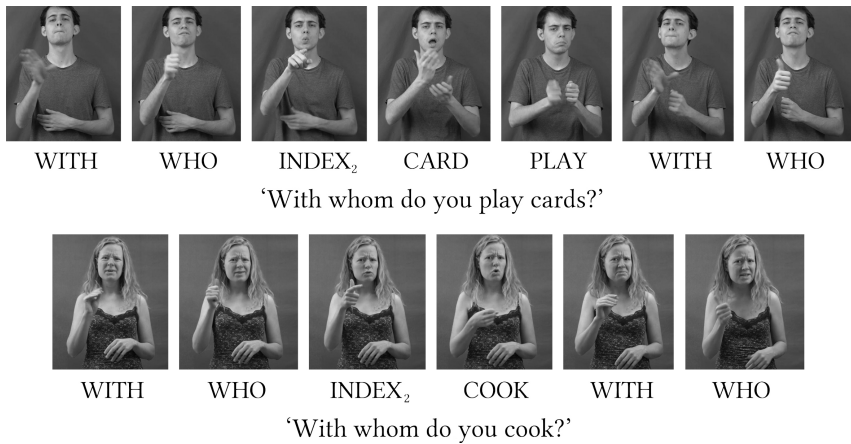 WITH WHO INDEX₂ CARD PLAY WITH WHO
‘With whom do you play cards?’
WITH WHO INDEX₂ COOK WITH WHO
‘With whom do you cook?’